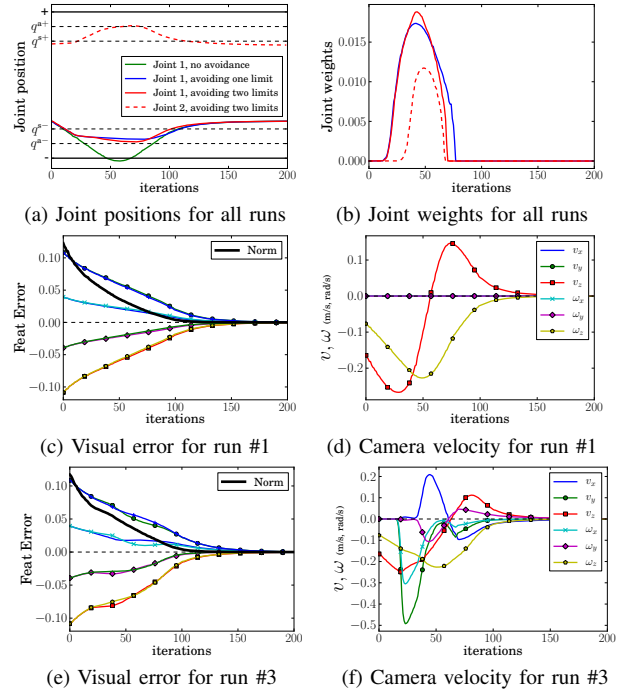 Joint position
+
q^{a+}
q^{s+}
q^{s−}
q^{a−}
-
Joint 1, no avoidance
Joint 1, avoiding one limit
Joint 1, avoiding two limits
Joint 2, avoiding two limits
0 50 100 150 200
iterations
(a) Joint positions for all runs
Joint weights
0.015
0.010
0.005
0.000
0 50 100 150 200
iterations
(b) Joint weights for all runs
Feat Error
0.10
0.05
0.00
−0.05
−0.10
Norm
0 50 100 150 200
iterations
(c) Visual error for run #1
v, ω (m/s, rad/s)
0.1
0.0
−0.1
−0.2
v_x
v_y
v_z
ω_x
ω_y
ω_z
0 50 100 150 200
iterations
(d) Camera velocity for run #1
Feat Error
0.10
0.05
0.00
−0.05
−0.10
Norm
0 50 100 150 200
iterations
(e) Visual error for run #3
v, ω (m/s, rad/s)
0.2
0.1
0.0
−0.1
−0.2
−0.3
−0.4
−0.5
v_x
v_y
v_z
ω_x
ω_y
ω_z
0 50 100 150 200
iterations
(f) Camera velocity for run #3